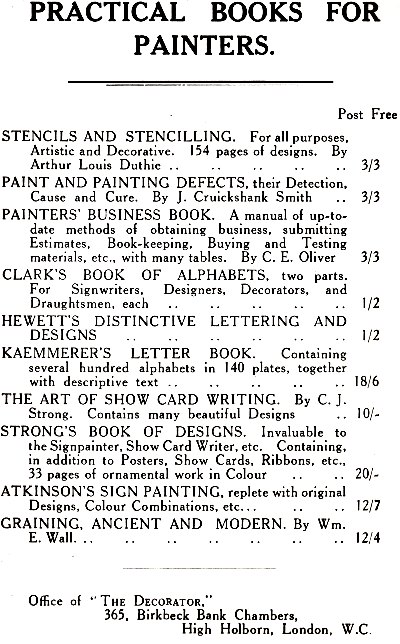 PRACTICAL BOOKS FOR
PAINTERS.
Post Free
STENCILS AND STENCILLING. For all purposes,
Artistic and Decorative. 154 pages of designs. By
Arthur Louis Duthie .. .. .. .. .. 3/3
PAINT AND PAINTING DEFECTS, their Detection,
Cause and Cure. By J. Cruickshank Smith .. 3/3
PAINTERS' BUSINESS BOOK. A manual of up-to-
date methods of obtaining business, submitting
Estimates, Book-keeping, Buying and Testing
materials, etc., with many tables. By C. E. Oliver 3/3
CLARK'S BOOK OF ALPHABETS, two parts.
For Signwriters, Designers, Decorators, and
Draughtsmen, each .. .. .. .. .. 1/2
HEWETT'S DISTINCTIVE LETTERING AND
DESIGNS .. .. .. .. .. .. 1/2
KAEMMERER'S LETTER BOOK. Containing
several hundred alphabets in 140 plates, together
with descriptive text .. .. .. .. .. 18/6
THE ART OF SHOW CARD WRITING. By C. J.
Strong. Contains many beautiful Designs .. 10/-
STRONG'S BOOK OF DESIGNS. Invaluable to
the Signpainter, Show Card Writer, etc. Containing,
in addition to Posters, Show Cards, Ribbons, etc.,
33 pages of ornamental work in Colour .. .. 20/-
ATKINSON'S SIGN PAINTING, replete with original
Designs, Colour Combinations, etc... .. .. 12/7
GRAINING, ANCIENT AND MODERN. By Wm.
E. Wall. .. .. .. .. .. .. .. 12/4
Office of "THE DECORATOR,"
365, Birkbeck Bank Chambers,
High Holborn, London, W.C.